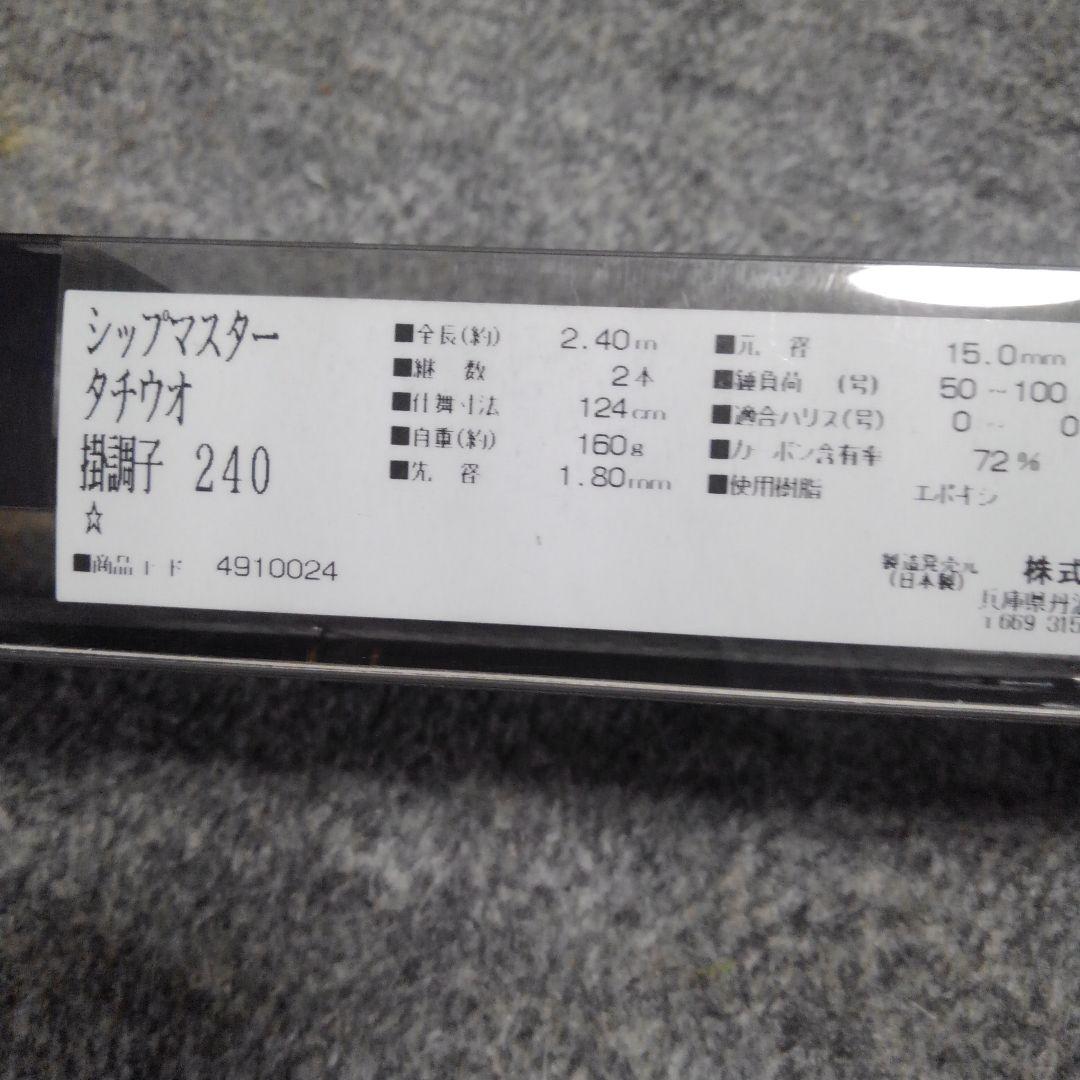 シップマスター
タチウオ
掛調子 240
☆
■商品コード 4910024
■全長(約) 2.40m
■継 数 2本
■仕舞寸法 124cm
■自重(約) 160g
■先 径 1.80mm
■元 径 15.0mm
■錘負荷 (号) 50~100
■適合ハリス(号) 0~ 0
■カーボン含有率 72%
■使用樹脂 エポキシ
製造発売元
(日本製)
株式
兵庫県丹波
〒669 315